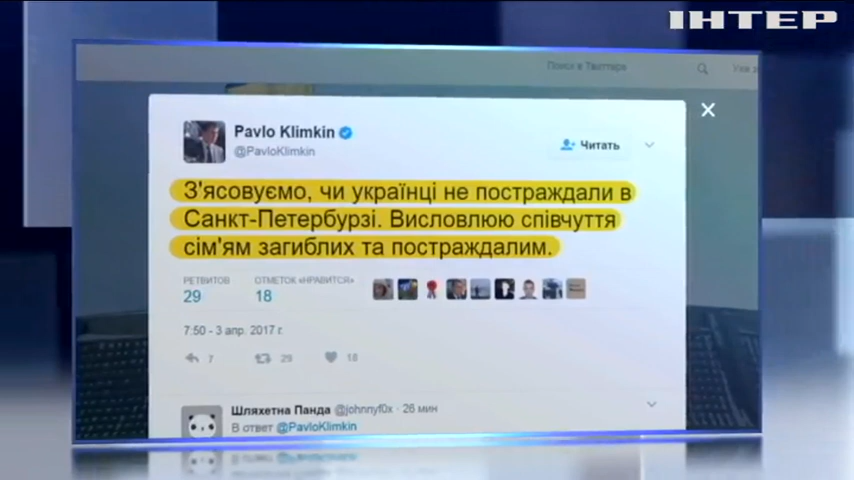 ІНТЕР
Поиск в Твиттере
Pavlo Klimkin
@PavloKlimkin
Читать
З'ясовуємо, чи українці не постраждали в
Санкт-Петербурзі. Висловлюю співчуття
сім'ям загиблих та постраждалим.
РЕТВИТОВ
ОТМЕТОК «НРАВИТСЯ»
29
18
7:50 - 3 апр. 2017 г.
7 29 18
Шляхетна Панда @johnnyf0x · 26 мин
В ответ @PavloKlimkin